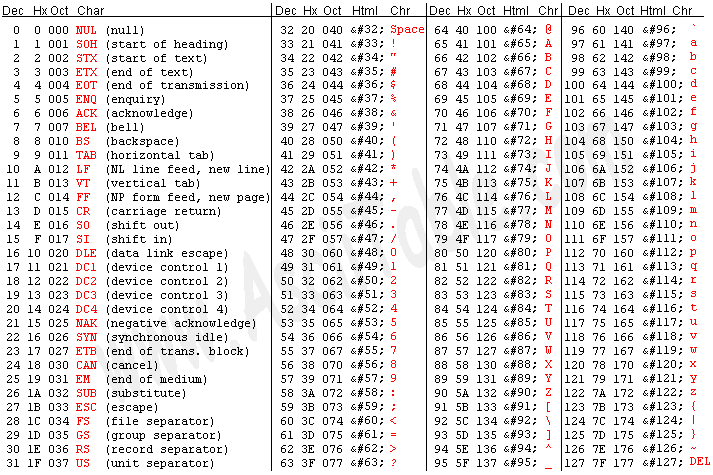 Dec Hx Oct Char Dec Hx Oct Html Chr Dec Hx Oct Html Chr Dec Hx Oct Html Chr
0 0 000 NUL (null) 32 20 040 &#32; Space 64 40 100 &#64; @ 96 60 140 &#96; `
1 1 001 SOH (start of heading) 33 21 041 &#33; ! 65 41 101 &#65; A 97 61 141 &#97; a
2 2 002 STX (start of text) 34 22 042 &#34; " 66 42 102 &#66; B 98 62 142 &#98; b
3 3 003 ETX (end of text) 35 23 043 &#35; # 67 43 103 &#67; C 99 63 143 &#99; c
4 4 004 EOT (end of transmission) 36 24 044 &#36; $ 68 44 104 &#68; D 100 64 144 &#100; d
5 5 005 ENQ (enquiry) 37 25 045 &#37; % 69 45 105 &#69; E 101 65 145 &#101; e
6 6 006 ACK (acknowledge) 38 26 046 &#38; & 70 46 106 &#70; F 102 66 146 &#102; f
7 7 007 BEL (bell) 39 27 047 &#39; ' 71 47 107 &#71; G 103 67 147 &#103; g
8 8 010 BS (backspace) 40 28 050 &#40; ( 72 48 110 &#72; H 104 68 150 &#104; h
9 9 011 TAB (horizontal tab) 41 29 051 &#41; ) 73 49 111 &#73; I 105 69 151 &#105; i
10 A 012 LF (NL line feed, new line) 42 2A 052 &#42; * 74 4A 112 &#74; J 106 6A 152 &#106; j
11 B 013 VT (vertical tab) 43 2B 053 &#43; + 75 4B 113 &#75; K 107 6B 153 &#107; k
12 C 014 FF (NP form feed, new page) 44 2C 054 &#44; , 76 4C 114 &#76; L 108 6C 154 &#108; l
13 D 015 CR (carriage return) 45 2D 055 &#45; - 77 4D 115 &#77; M 109 6D 155 &#109; m
14 E 016 SO (shift out) 46 2E 056 &#46; . 78 4E 116 &#78; N 110 6E 156 &#110; n
15 F 017 SI (shift in) 47 2F 057 &#47; / 79 4F 117 &#79; O 111 6F 157 &#111; o
16 10 020 DLE (data link escape) 48 30 060 &#48; 0 80 50 120 &#80; P 112 70 160 &#112; p
17 11 021 DC1 (device control 1) 49 31 061 &#49; 1 81 51 121 &#81; Q 113 71 161 &#113; q
18 12 022 DC2 (device control 2) 50 32 062 &#50; 2 82 52 122 &#82; R 114 72 162 &#114; r
19 13 023 DC3 (device control 3) 51 33 063 &#51; 3 83 53 123 &#83; S 115 73 163 &#115; s
20 14 024 DC4 (device control 4) 52 34 064 &#52; 4 84 54 124 &#84; T 116 74 164 &#116; t
21 15 025 NAK (negative acknowledge) 53 35 065 &#53; 5 85 55 125 &#85; U 117 75 165 &#117; u
22 16 026 SYN (synchronous idle) 54 36 066 &#54; 6 86 56 126 &#86; V 118 76 166 &#118; v
23 17 027 ETB (end of trans. block) 55 37 067 &#55; 7 87 57 127 &#87; W 119 77 167 &#119; w
24 18 030 CAN (cancel) 56 38 070 &#56; 8 88 58 130 &#88; X 120 78 170 &#120; x
25 19 031 EM (end of medium) 57 39 071 &#57; 9 89 59 131 &#89; Y 121 79 171 &#121; y
26 1A 032 SUB (substitute) 58 3A 072 &#58; : 90 5A 132 &#90; Z 122 7A 172 &#122; z
27 1B 033 ESC (escape) 59 3B 073 &#59; ; 91 5B 133 &#91; [ 123 7B 173 &#123; {
28 1C 034 FS (file separator) 60 3C 074 &#60; < 92 5C 134 &#92; \ 124 7C 174 &#124; |
29 1D 035 GS (group separator) 61 3D 075 &#61; = 93 5D 135 &#93; ] 125 7D 175 &#125; }
30 1E 036 RS (record separator) 62 3E 076 &#62; > 94 5E 136 &#94; ^ 126 7E 176 &#126; ~
31 1F 037 US (unit separator) 63 3F 077 &#63; ? 95 5F 137 &#95; _ 127 7F 177 &#127; DEL